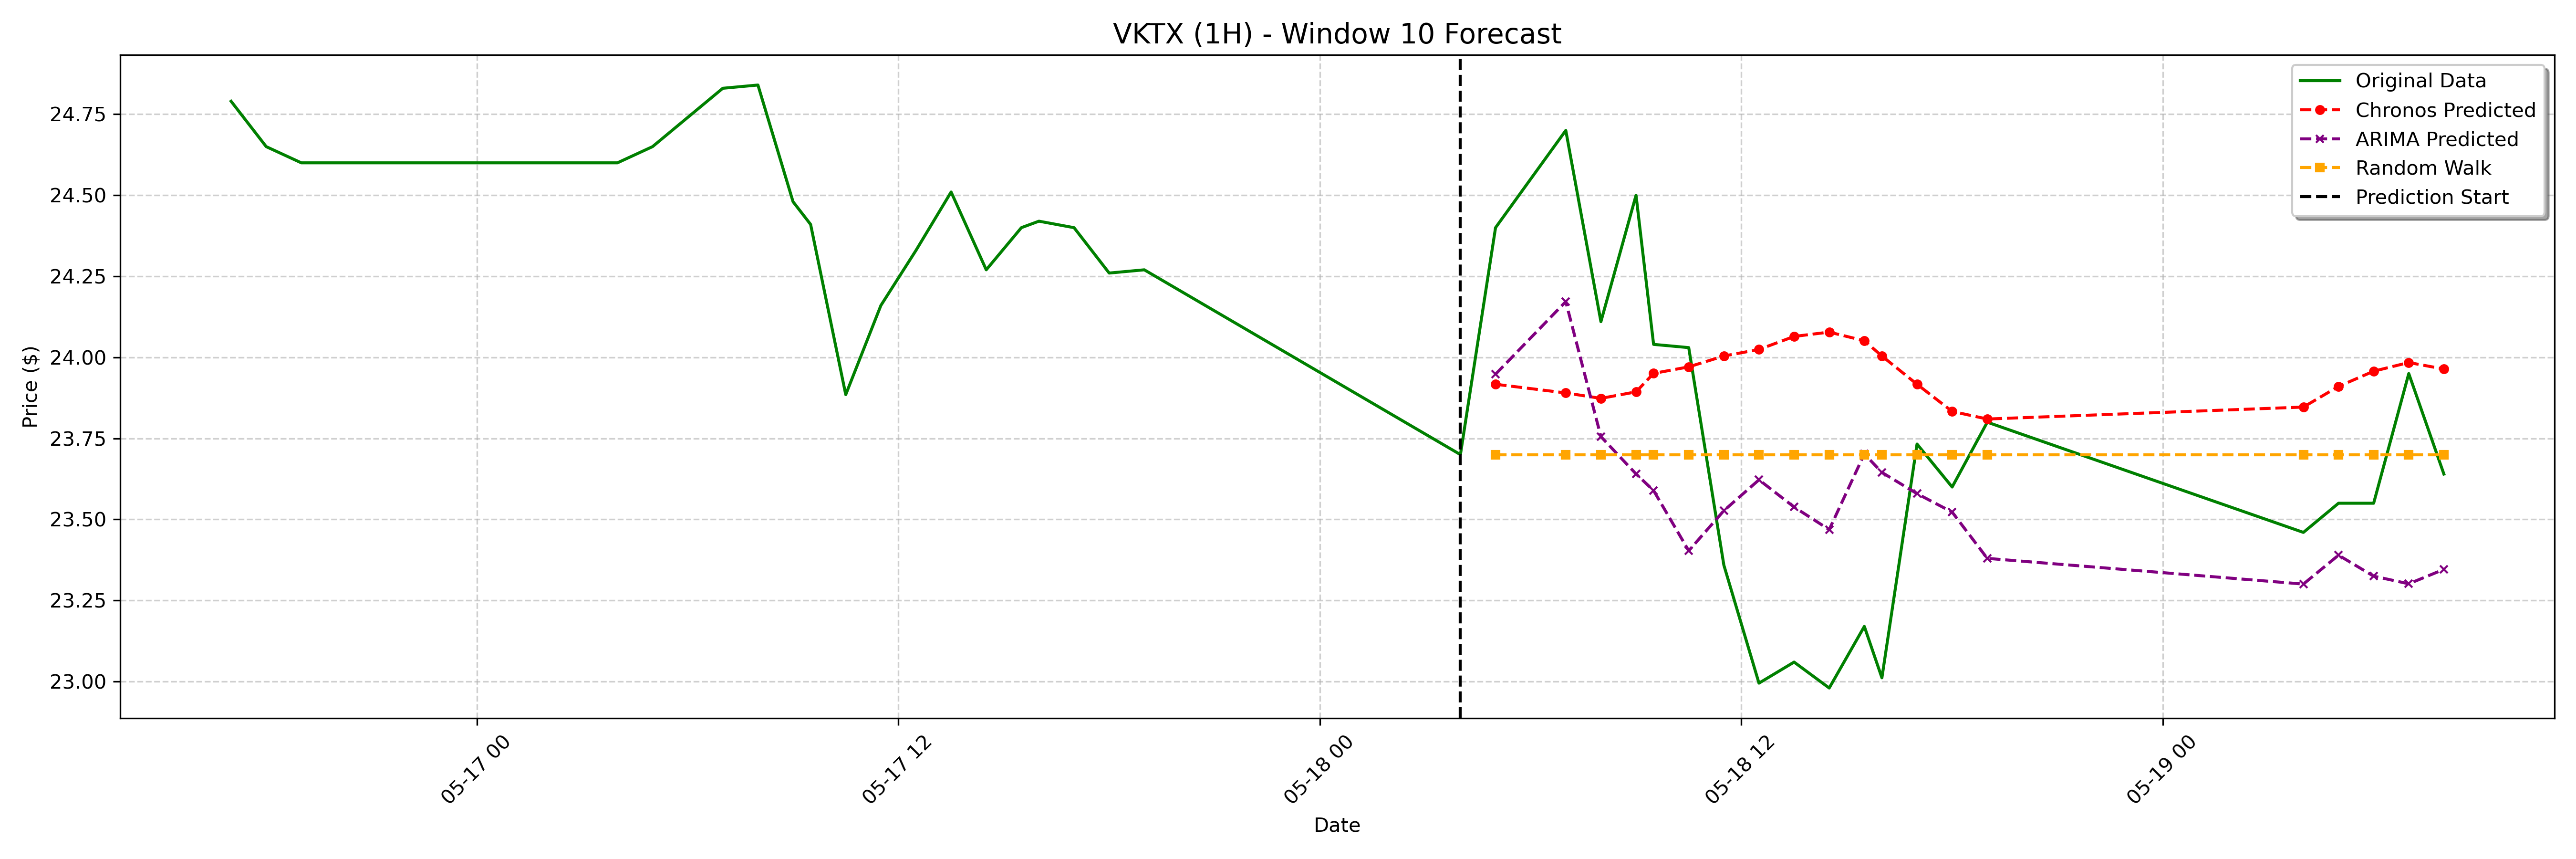 VKTX (1H) - Window 10 Forecast
Original Data
Chronos Predicted
ARIMA Predicted
Random Walk
Prediction Start
Price ($)
24.75
24.50
24.25
24.00
23.75
23.50
23.25
23.00
05-17 00
05-17 12
05-18 00
05-18 12
05-19 00
Date